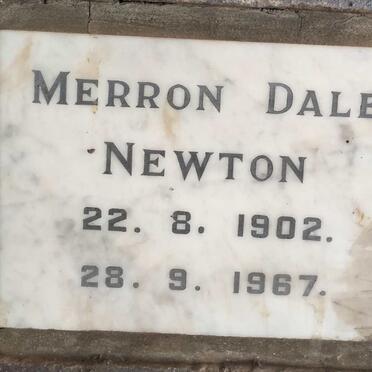 MERRON DALE
NEWTON
22. 8. 1902.
28. 9. 1967.